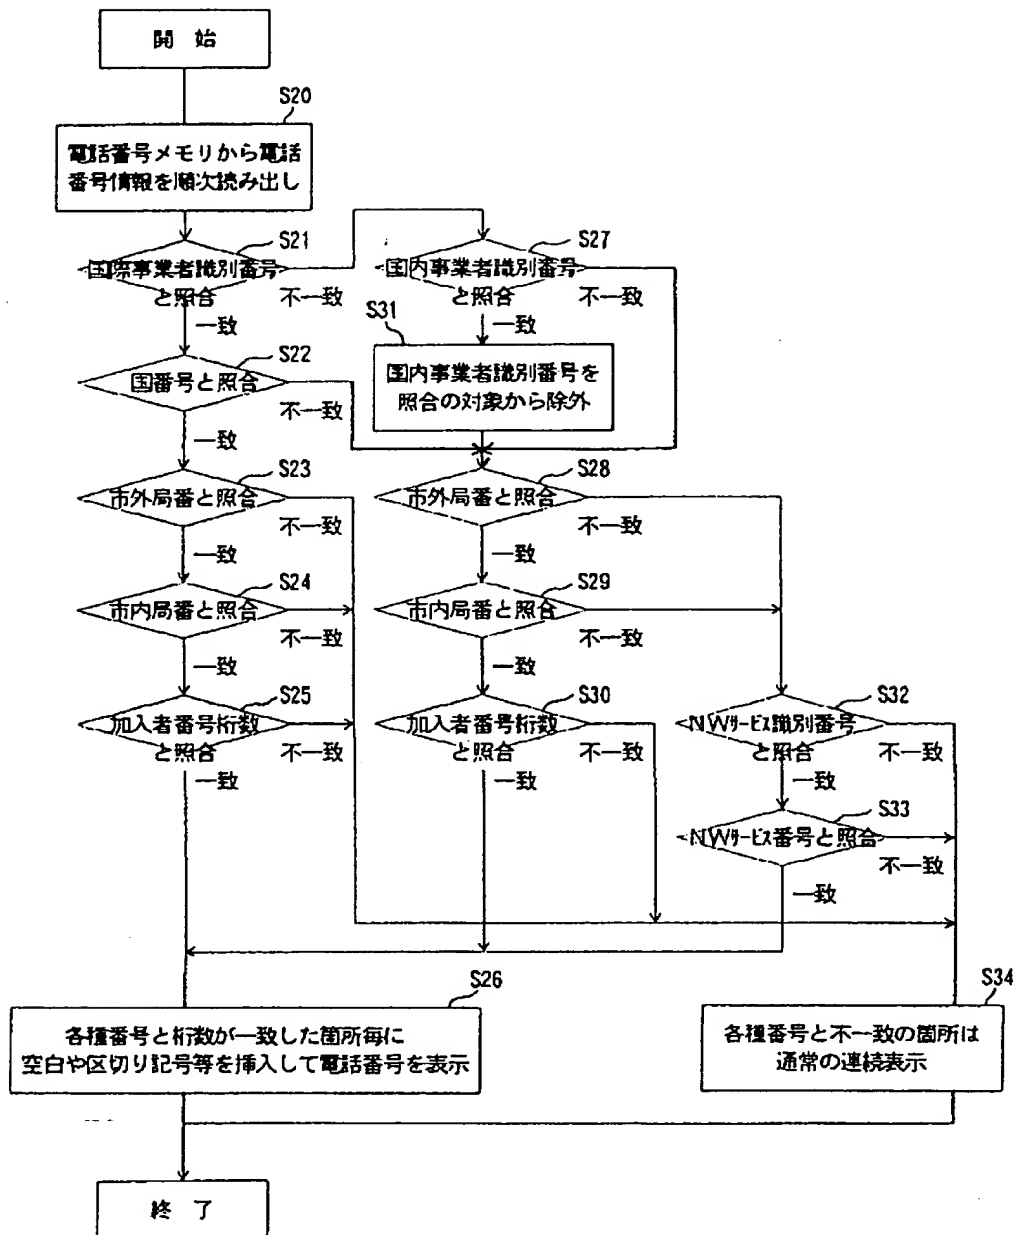 開 始
S20
電話番号メモリから電話
番号情報を順次読み出し
S21
国際事業者識別番号
と照合
不一致
一致
S27
国内事業者識別番号
と照合
不一致
一致
S31
国内事業者識別番号を
照合の対象から除外
S22
国番号と照合
不一致
一致
S23
市外局番と照合
不一致
一致
S28
市外局番と照合
不一致
一致
S24
市内局番と照合
不一致
一致
S29
市内局番と照合
不一致
一致
S25
加入者番号桁数
と照合
不一致
一致
S30
加入者番号桁数
と照合
不一致
一致
S32
NWサービス識別番号
と照合
不一致
一致
S33
NWサービス番号と照合
不一致
一致
S26
各種番号と桁数が一致した箇所毎に
空白や区切り記号等を挿入して電話番号を表示
S34
各種番号と不一致の箇所は
通常の連続表示
終 了